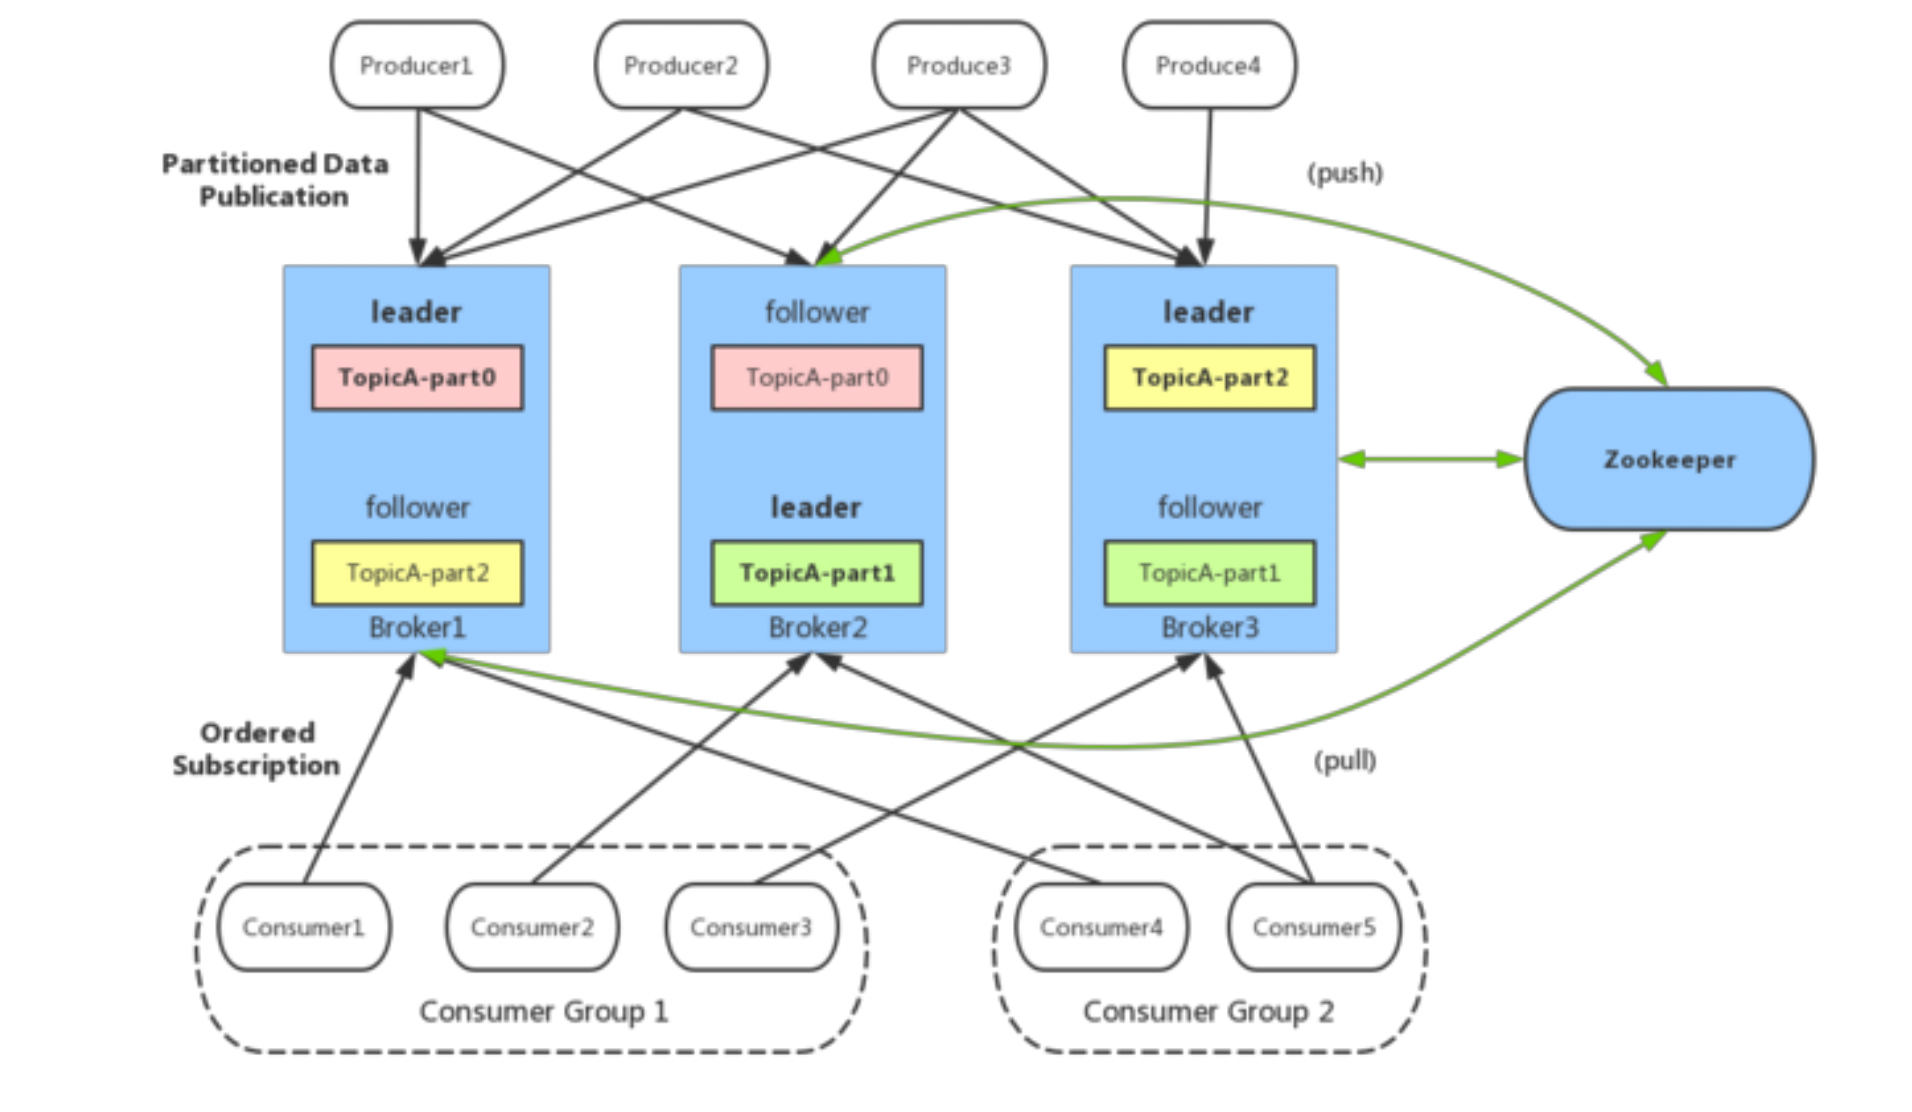 Producer1
Producer2
Produce3
Produce4
Partitioned Data
Publication
(push)
leader
TopicA-part0
follower
TopicA-part2
Broker1
follower
TopicA-part0
leader
TopicA-part1
Broker2
leader
TopicA-part2
follower
TopicA-part1
Broker3
Zookeeper
Ordered
Subscription
(pull)
Consumer1
Consumer2
Consumer3
Consumer Group 1
Consumer4
Consumer5
Consumer Group 2